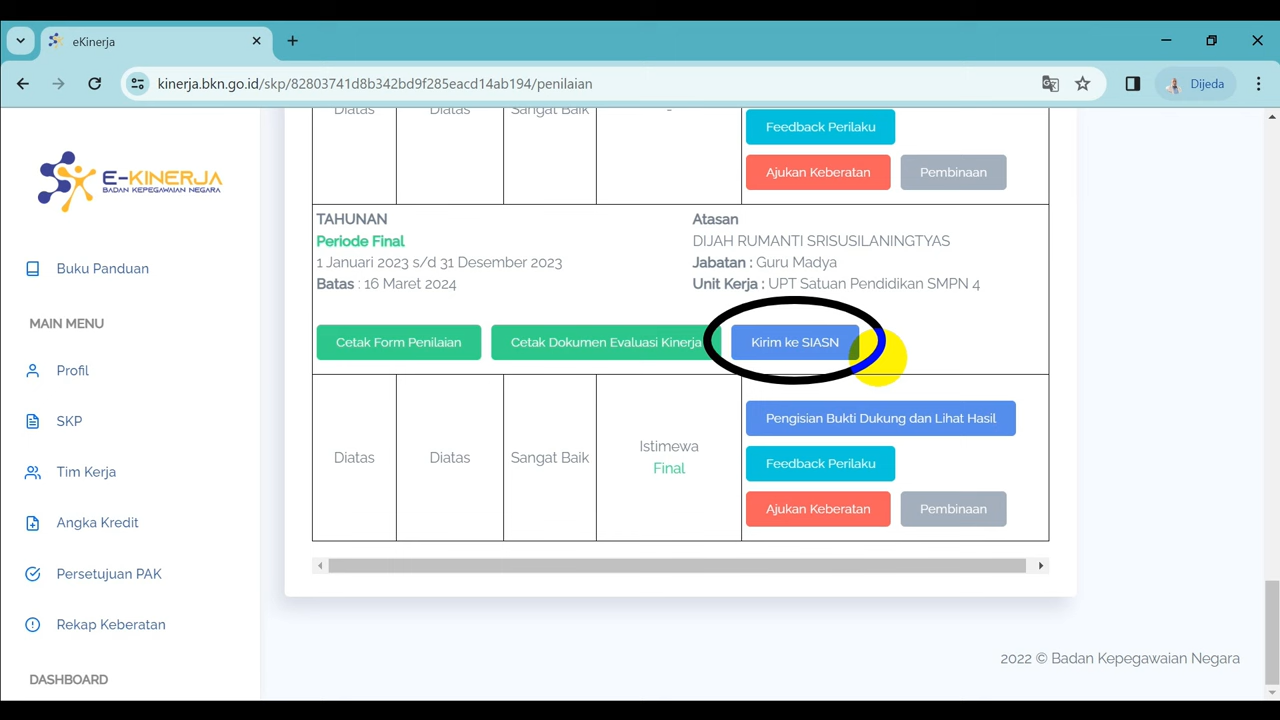 eKinerja
kinerja.bkn.go.id/skp/82803741d8b342bd9f285eacd14ab194/penilaian
Dijeda
E-KINERJA
BADAN KEPEGAWAIAN NEGARA
Buku Panduan
MAIN MENU
Profil
SKP
Tim Kerja
Angka Kredit
Persetujuan PAK
Rekap Keberatan
DASHBOARD
Diatas Diatas Sangat Baik -
Feedback Perilaku
Ajukan Keberatan Pembinaan
TAHUNAN
Periode Final
1 Januari 2023 s/d 31 Desember 2023
Batas : 16 Maret 2024
Atasan
DIJAH RUMANTI SRISUSILANINGTYAS
Jabatan : Guru Madya
Unit Kerja : UPT Satuan Pendidikan SMPN 4
Cetak Form Penilaian Cetak Dokumen Evaluasi Kinerja Kirim ke SIASN
Diatas Diatas Sangat Baik
Istimewa
Final
Pengisian Bukti Dukung dan Lihat Hasil
Feedback Perilaku
Ajukan Keberatan Pembinaan
2022 © Badan Kepegawaian Negara